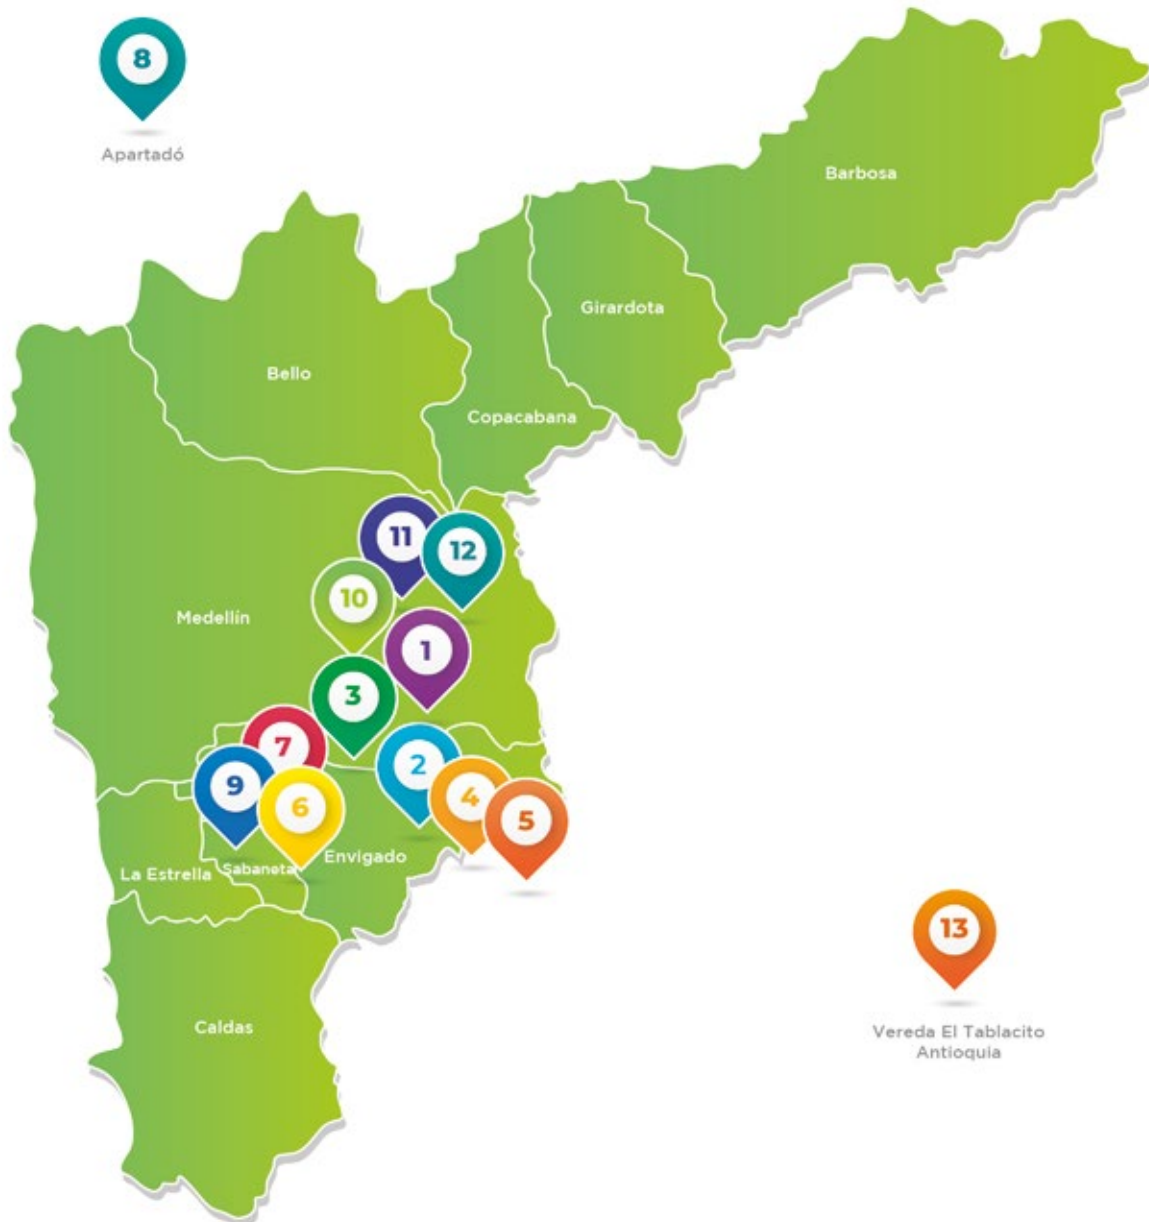 8
Apartadó
Barbosa
Girardota
Bello
Copacabana
11
12
10
Medellín
1
3
7
2
9
4
6
5
Envigado
La Estrella
Sabaneta
13
Vereda El Tablacito
Antioquia
Caldas